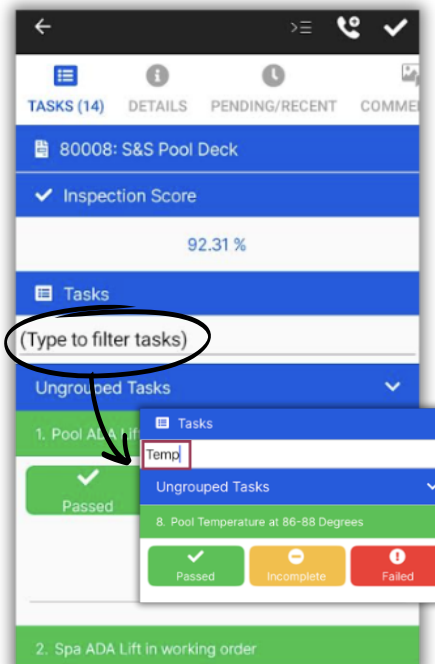 TASKS (14) DETAILS PENDING/RECENT COMME
80008: S&S Pool Deck
Inspection Score
92.31 %
Tasks
(Type to filter tasks)
Ungrouped Tasks
1. Pool ADA Lif
Passed
Tasks
Temp
Ungrouped Tasks
8. Pool Temperature at 86-88 Degrees
Passed Incomplete Failed
2. Spa ADA Lift in working order